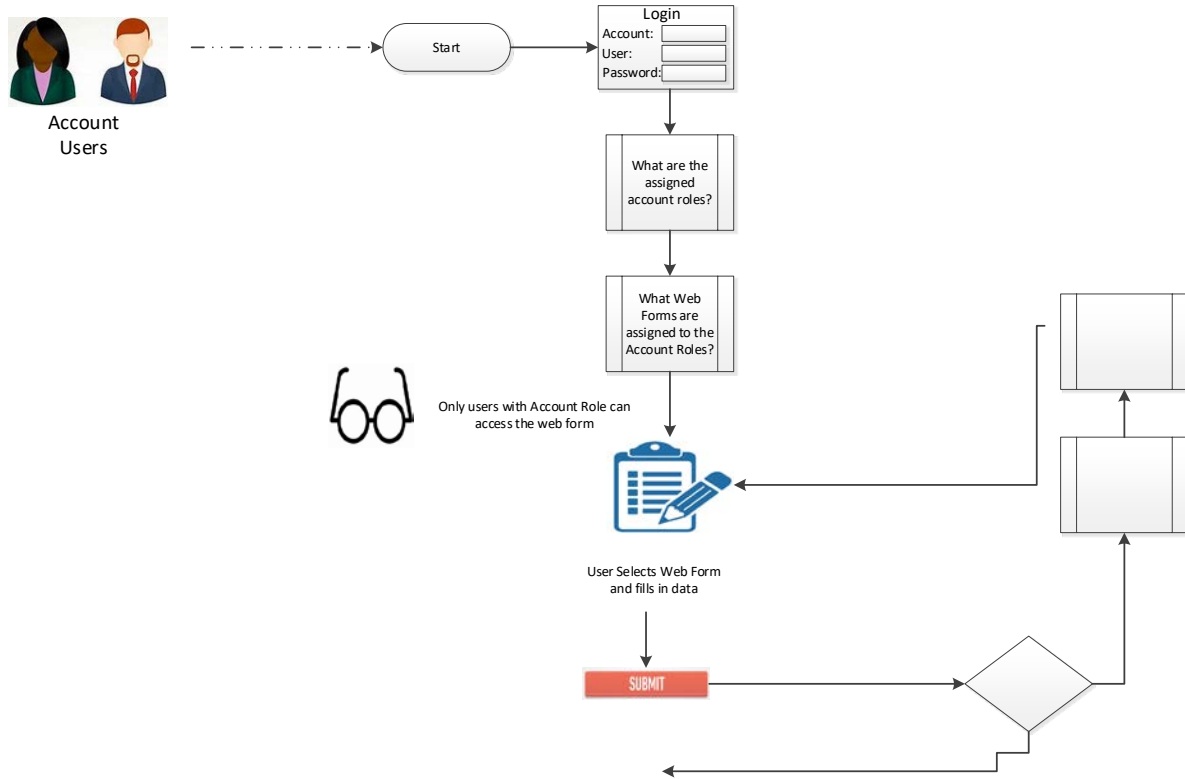 Account
Users
Start
Login
Account:
User:
Password:
What are the
assigned
account roles?
What Web
Forms are
assigned to the
Account Roles?
Only users with Account Role can
access the web form
User Selects Web Form
and fills in data
SUBMIT